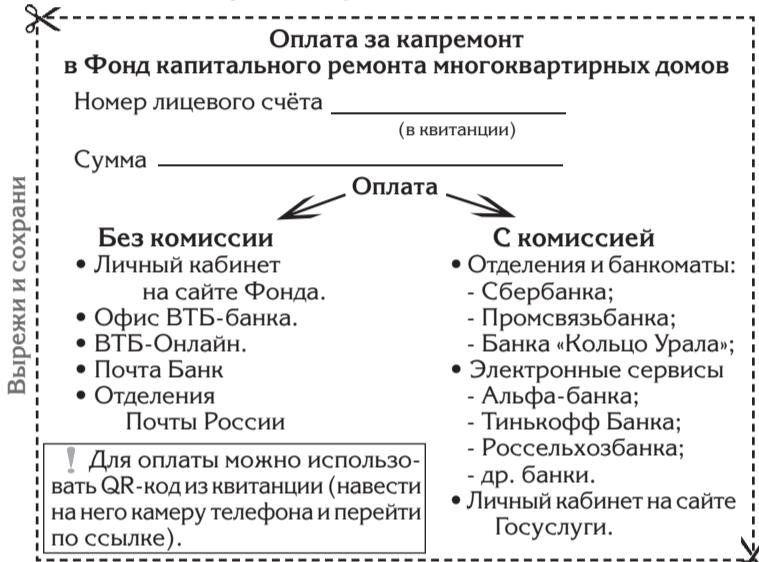 Оплата за капремонт
в Фонд капитального ремонта многоквартирных домов
Номер лицевого счёта
(в квитанции)
Сумма
Оплата
Без комиссии
• Личный кабинет
на сайте Фонда.
• Офис ВТБ-банка.
• ВТБ-Онлайн.
• Почта Банк
• Отделения
Почты России
! Для оплаты можно использо-
вать QR-код из квитанции (навести
на него камеру телефона и перейти
по ссылке).
С комиссией
• Отделения и банкоматы:
- Сбербанка;
- Промсвязьбанка;
- Банка «Кольцо Урала»;
• Электронные сервисы
- Альфа-банка;
- Тинькофф Банка;
- Россельхозбанка;
- др. банки.
• Личный кабинет на сайте
Госуслуги.
Вырежи и сохрани